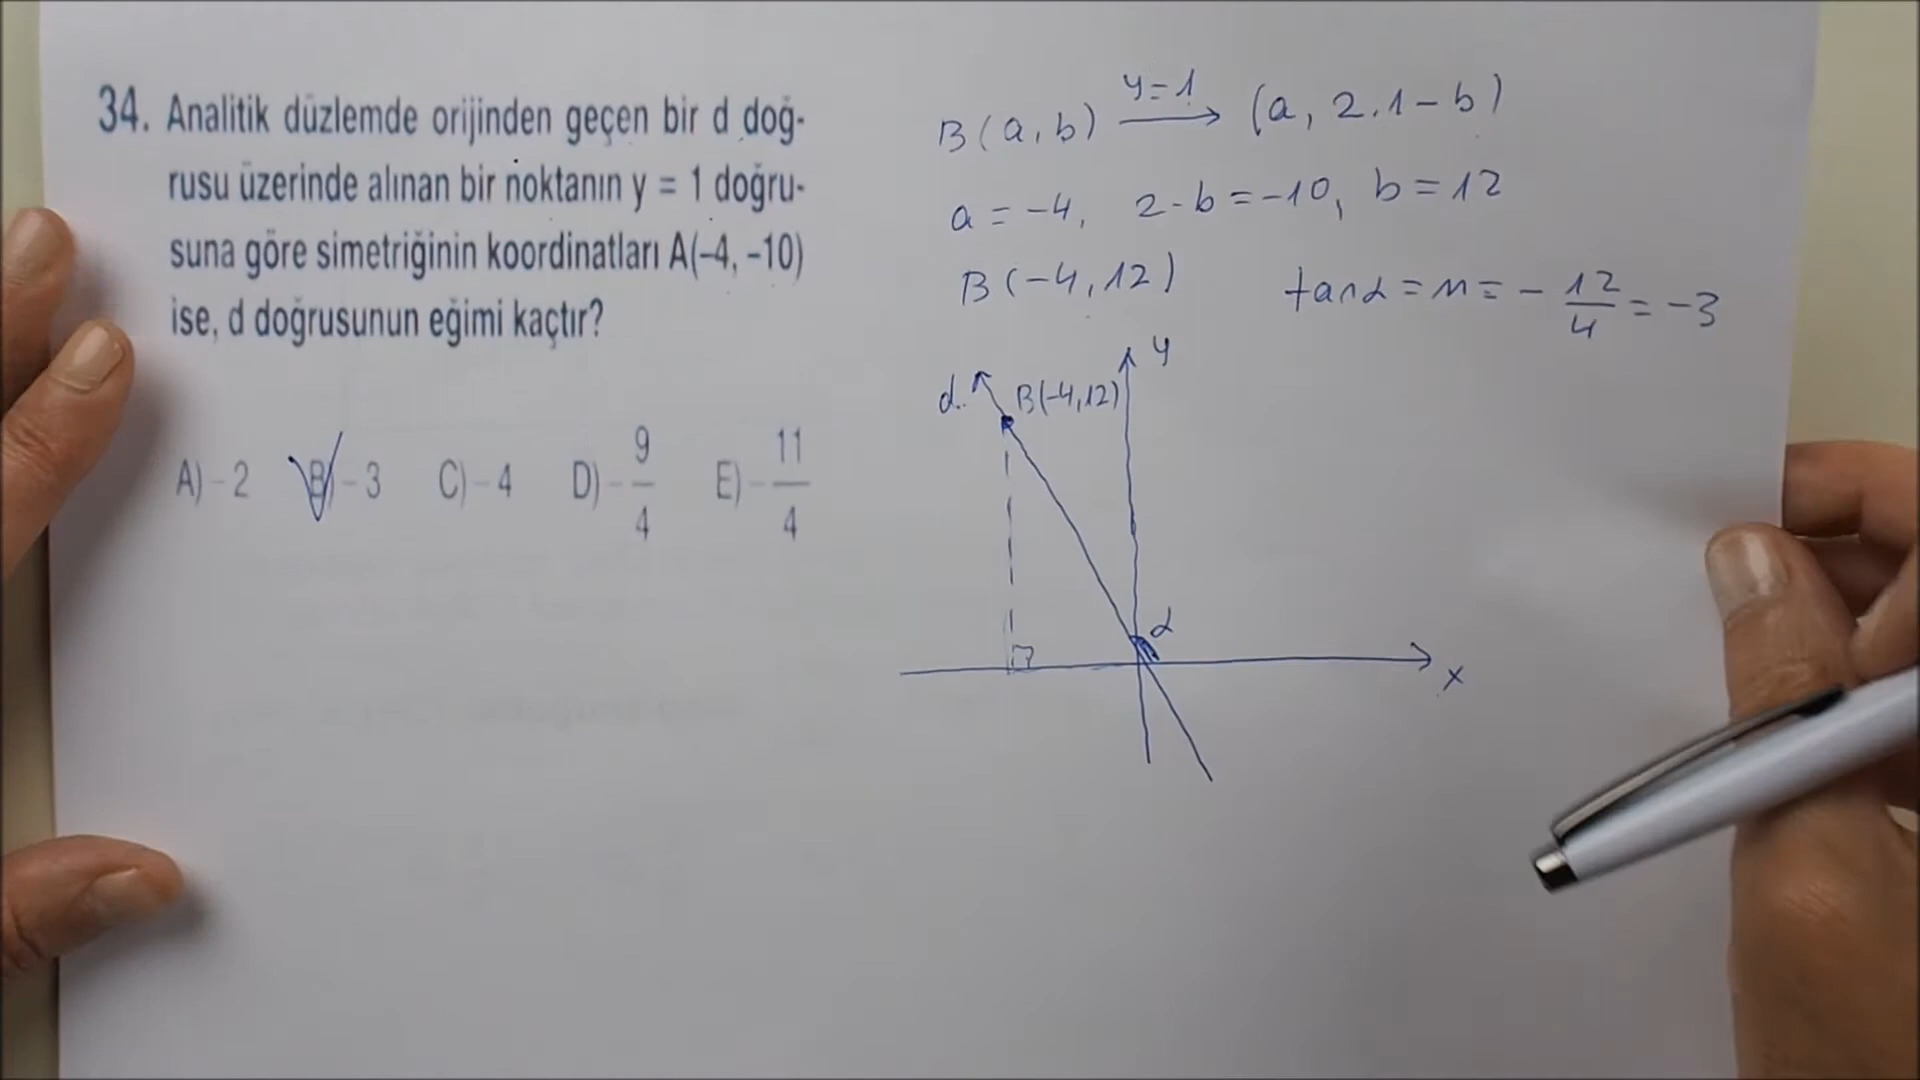 34. Analitik düzlemde orijinden geçen bir d doğ-
rusu üzerinde alınan bir noktanın y = 1 doğru-
suna göre simetriğinin koordinatları A(-4, -10)
ise, d doğrusunun eğimi kaçtır?
A) -2 B) -3 C) -4 D) -9/4 E) -11/4
y=1
B(a,b) → (a, 2.1-b)
a = -4, 2-b = -10, b = 12
B(-4,12)
tanα = m = -12/4 = -3
y
d
B(-4,12)
α
x